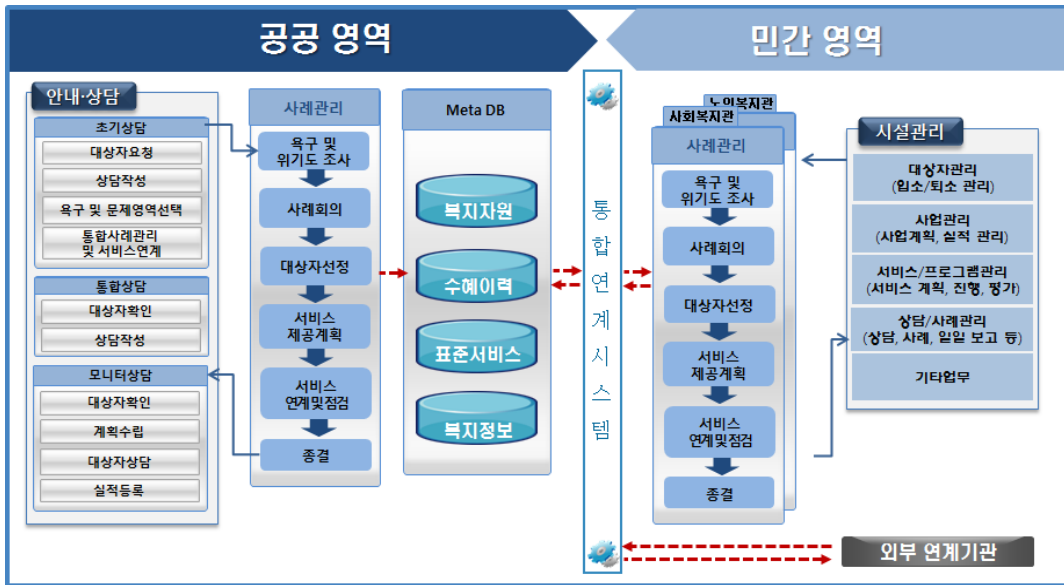 공공 영역
민간 영역
안내·상담
초기상담
대상자요청
상담작성
욕구 및 문제영역선택
통합사례관리
및 서비스연계
통합상담
대상자확인
상담작성
모니터상담
대상자확인
계획수립
대상자상담
실적등록
사례관리
욕구 및
위기도 조사
사례회의
대상자선정
서비스
제공계획
서비스
연계및점검
종결
Meta DB
복지자원
수혜이력
표준서비스
복지정보
통합연계시스템
노인복지관
사회복지관
사례관리
욕구 및
위기도 조사
사례회의
대상자선정
서비스
제공계획
서비스
연계및점검
종결
시설관리
대상자관리
(입소/퇴소 관리)
사업관리
(사업계획, 실적 관리)
서비스/프로그램관리
(서비스 계획, 진행, 평가)
상담/사례관리
(상담, 사례, 일일 보고 등)
기타업무
외부 연계기관